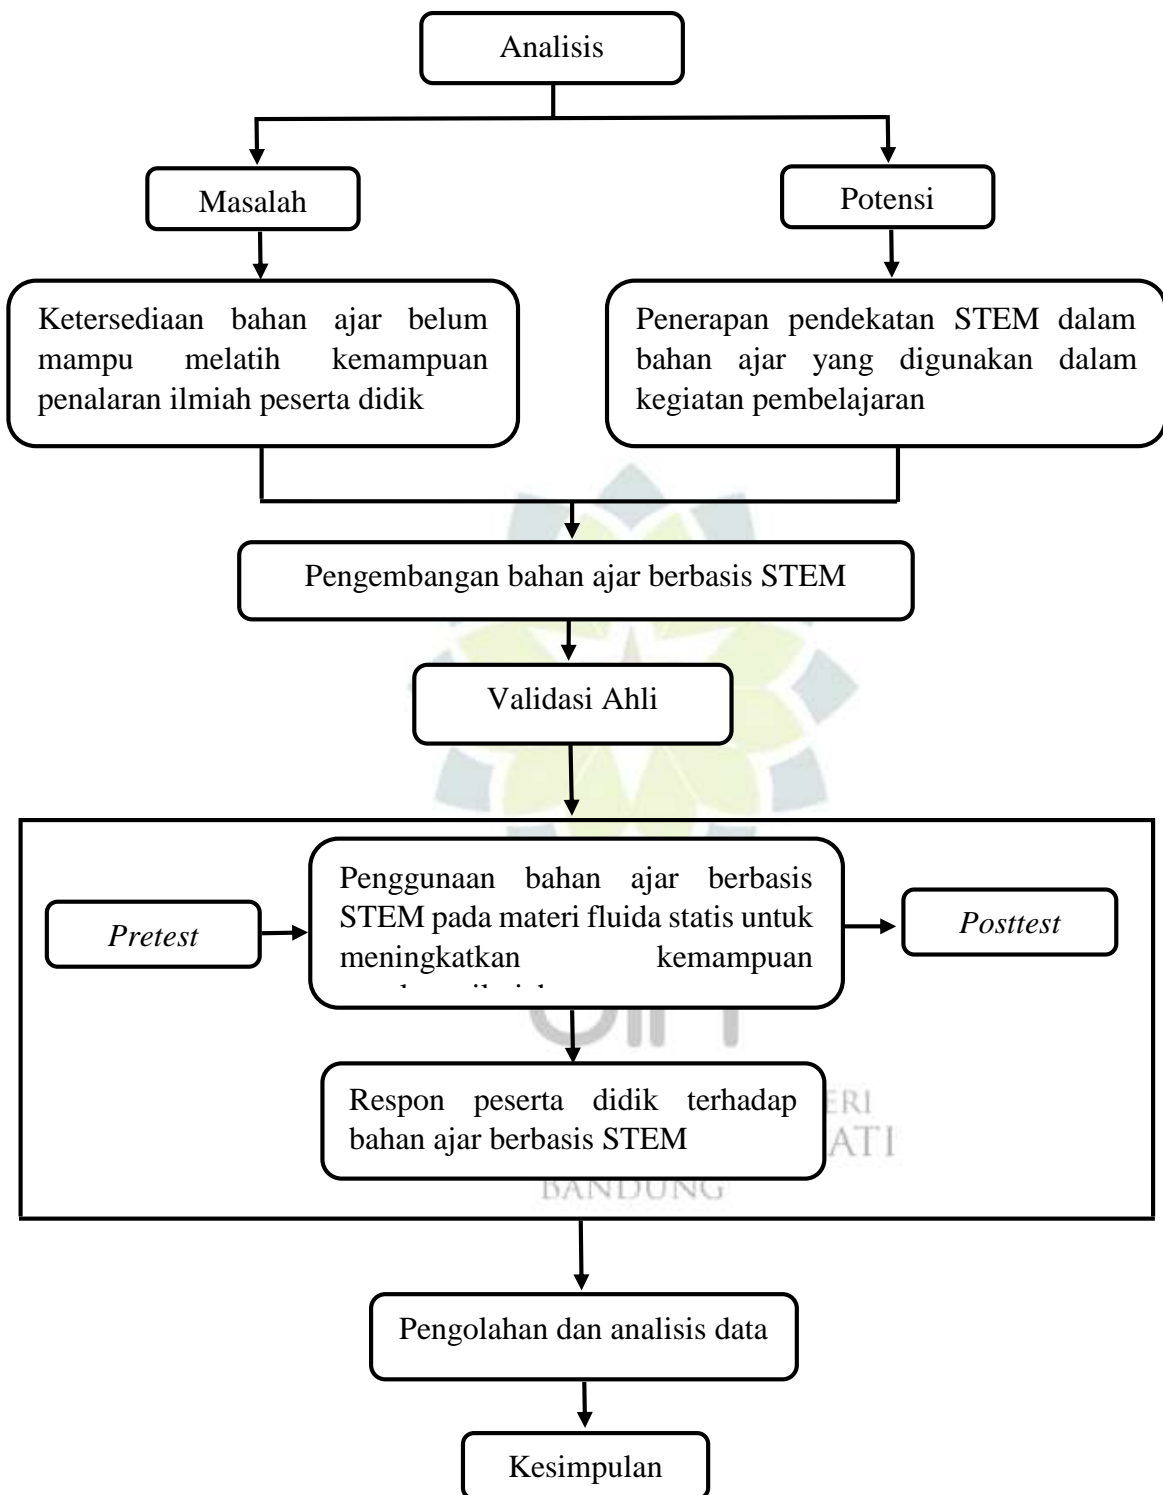 Analisis
Masalah
Potensi
Ketersediaan bahan ajar belum
mampu melatih kemampuan
penalaran ilmiah peserta didik
Penerapan pendekatan STEM dalam
bahan ajar yang digunakan dalam
kegiatan pembelajaran
Pengembangan bahan ajar berbasis STEM
Validasi Ahli
Pretest
Penggunaan bahan ajar berbasis
STEM pada materi fluida statis untuk
meningkatkan kemampuan
Posttest
Respon peserta didik terhadap
bahan ajar berbasis STEM
BANDUNG
Pengolahan dan analisis data
Kesimpulan